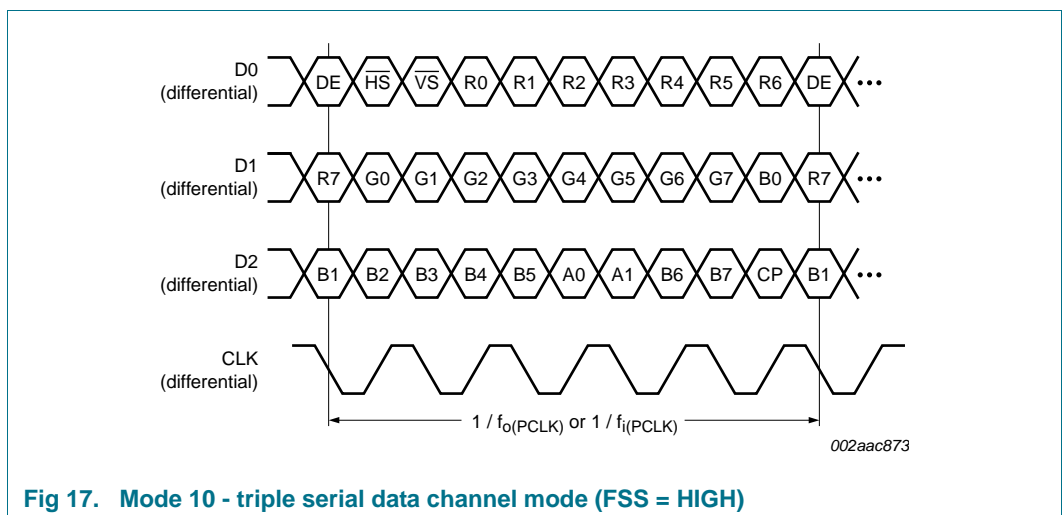 D0
(differential)
DE H̅S̅ V̅S̅ R0 R1 R2 R3 R4 R5 R6 DE •••
D1
(differential)
R7 G0 G1 G2 G3 G4 G5 G6 G7 B0 R7 •••
D2
(differential)
B1 B2 B3 B4 B5 A0 A1 B6 B7 CP B1 •••
CLK
(differential)
1 / fo(PCLK) or 1 / fi(PCLK)
002aac873
Fig 17. Mode 10 - triple serial data channel mode (FSS = HIGH)